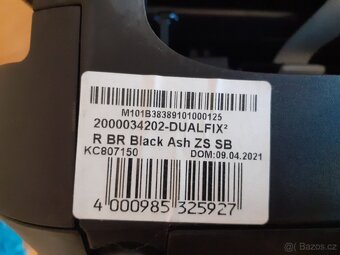 M101B38389101000125
2000034202-DUALFIX²
R BR Black Ash ZS SB
KC807150 DOM:09.04.2021
4 000985 325927
bazos.cz